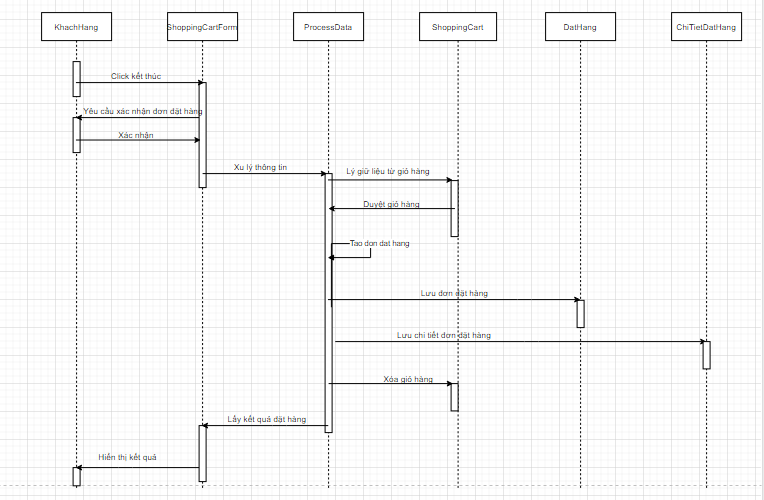 KhachHang
ShoppingCartForm
ProcessData
ShoppingCart
DatHang
ChiTietDatHang
Click kết thúc
Yêu cầu xác nhận dơn đặt hàng
Xác nhận
Xu lý thông tin
Lý giữ liệu từ giỏ hàng
Duyệt giỏ hàng
Tao don dat hang
Lưu đơn đặt hàng
Lưu chi tiết đơn đặt hàng
Xóa giỏ hàng
Lấy kết quả đặt hàng
Hiển thị kết quả